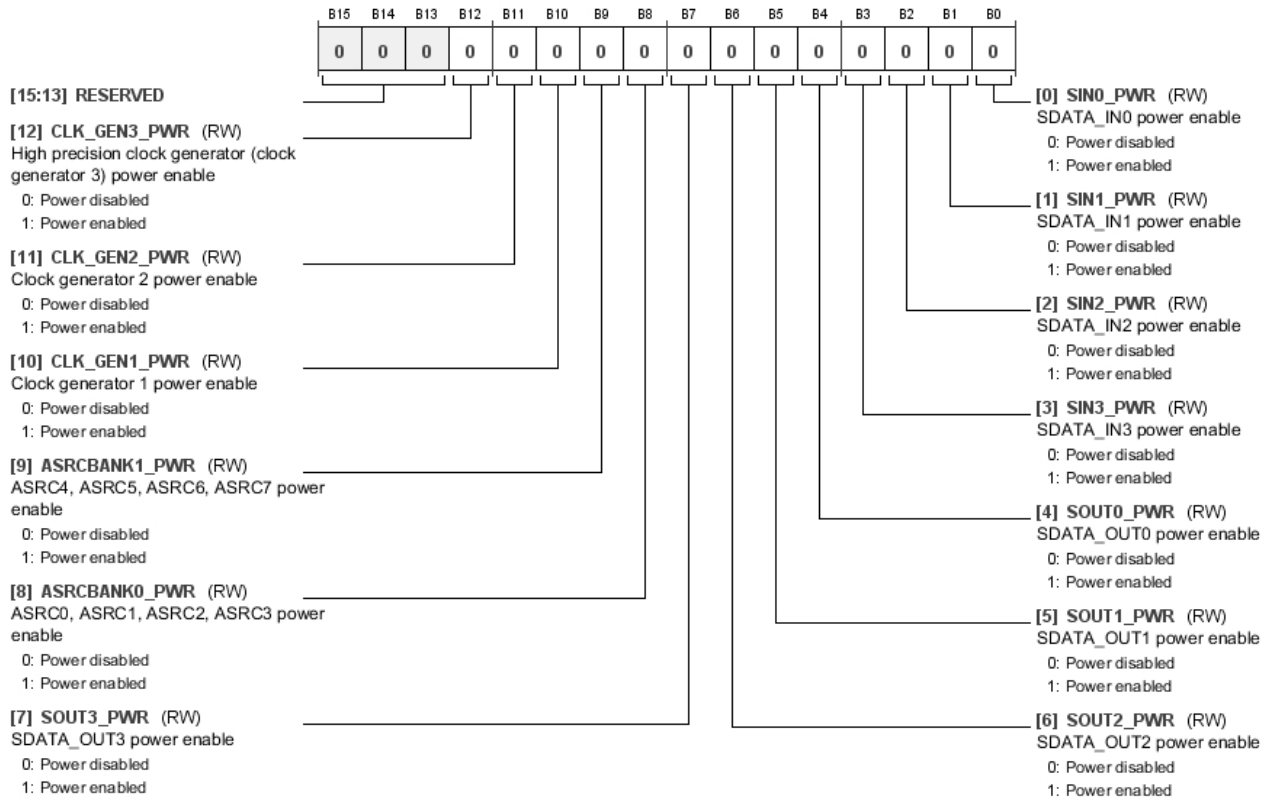 B15 B14 B13 B12 B11 B10 B9 B8 B7 B6 B5 B4 B3 B2 B1 B0
0 0 0 0 0 0 0 0 0 0 0 0 0 0 0 0
[15:13] RESERVED
[12] CLK_GEN3_PWR (RW)
High precision clock generator (clock
generator 3) power enable
0: Power disabled
1: Power enabled
[11] CLK_GEN2_PWR (RW)
Clock generator 2 power enable
0: Power disabled
1: Power enabled
[10] CLK_GEN1_PWR (RW)
Clock generator 1 power enable
0: Power disabled
1: Power enabled
[9] ASRCBANK1_PWR (RW)
ASRC4, ASRC5, ASRC6, ASRC7 power
enable
0: Power disabled
1: Power enabled
[8] ASRCBANK0_PWR (RW)
ASRC0, ASRC1, ASRC2, ASRC3 power
enable
0: Power disabled
1: Power enabled
[7] SOUT3_PWR (RW)
SDATA_OUT3 power enable
0: Power disabled
1: Power enabled
[0] SIN0_PWR (RW)
SDATA_IN0 power enable
0: Power disabled
1: Power enabled
[1] SIN1_PWR (RW)
SDATA_IN1 power enable
0: Power disabled
1: Power enabled
[2] SIN2_PWR (RW)
SDATA_IN2 power enable
0: Power disabled
1: Power enabled
[3] SIN3_PWR (RW)
SDATA_IN3 power enable
0: Power disabled
1: Power enabled
[4] SOUT0_PWR (RW)
SDATA_OUT0 power enable
0: Power disabled
1: Power enabled
[5] SOUT1_PWR (RW)
SDATA_OUT1 power enable
0: Power disabled
1: Power enabled
[6] SOUT2_PWR (RW)
SDATA_OUT2 power enable
0: Power disabled
1: Power enabled